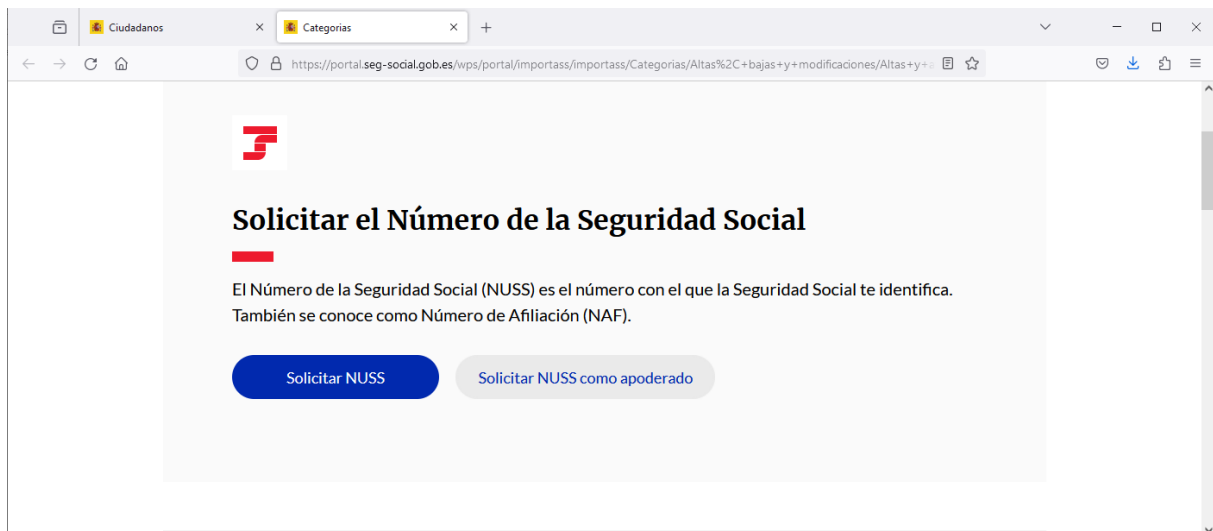 Ciudadanos
Categorias
https://portal.seg-social.gob.es/wps/portal/importass/importass/Categorias/Altas%2C+bajas+y+modificaciones/Altas+y+a
Solicitar el Número de la Seguridad Social
El Número de la Seguridad Social (NUSS) es el número con el que la Seguridad Social te identifica.
También se conoce como Número de Afiliación (NAF).
Solicitar NUSS
Solicitar NUSS como apoderado